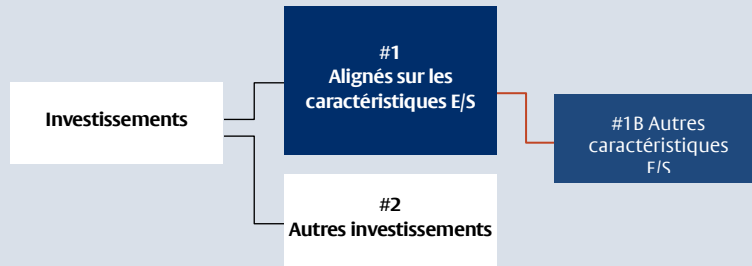 Investissements
#1
Alignés sur les
caractéristiques E/S
#1B Autres
caractéristiques
E/S
#2
Autres investissements